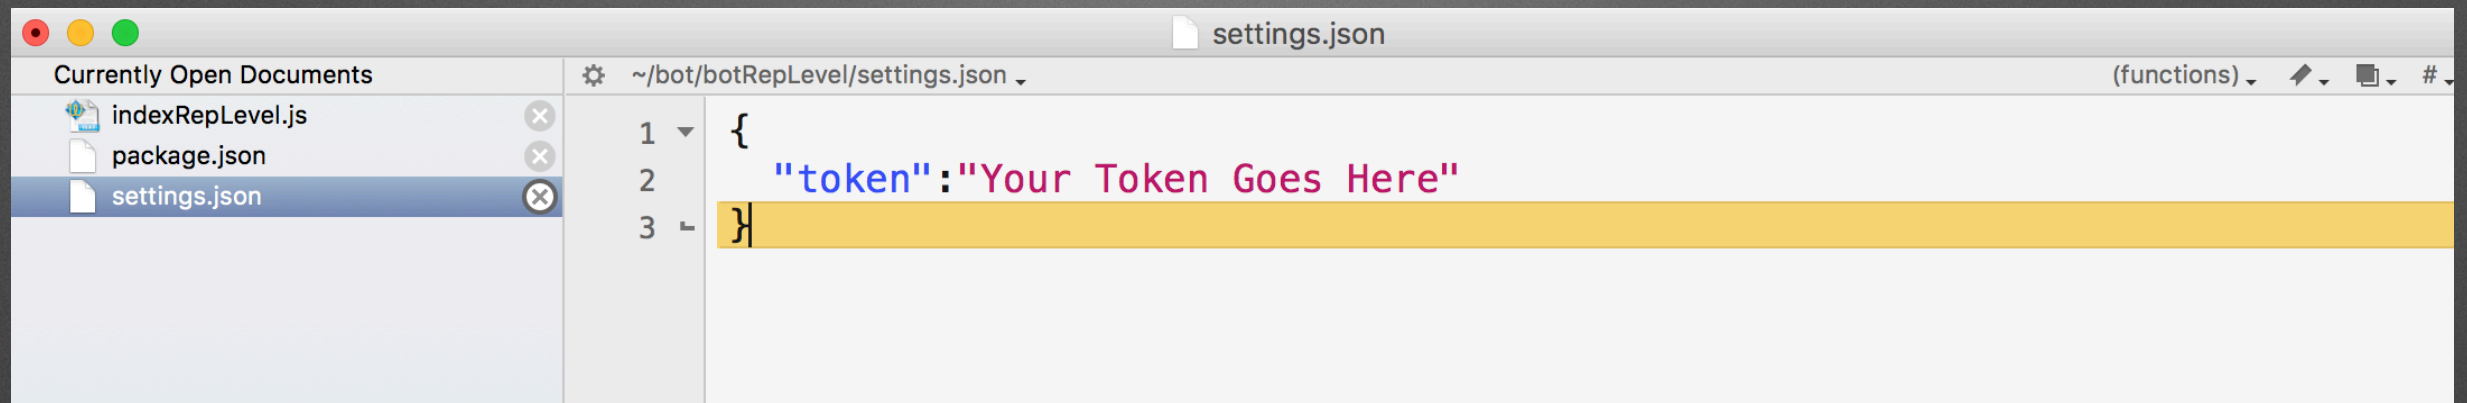 settings.json
Currently Open Documents
~/bot/botRepLevel/settings.json
(functions)
#
indexRepLevel.js
package.json
settings.json
1 {
2 "token":"Your Token Goes Here"
3 }